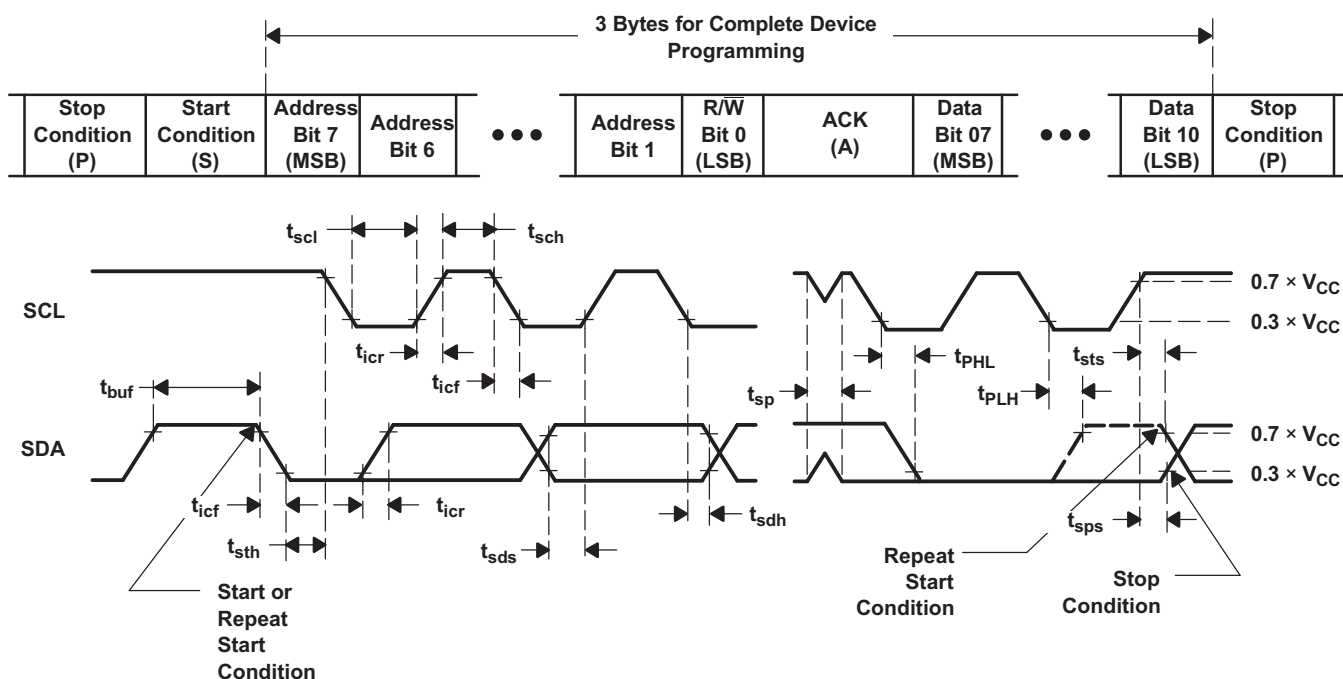 3 Bytes for Complete Device
Programming
Stop
Condition
(P)
Start
Condition
(S)
Address
Bit 7
(MSB)
Address
Bit 6
•••
Address
Bit 1
R/W̅
Bit 0
(LSB)
ACK
(A)
Data
Bit 07
(MSB)
•••
Data
Bit 10
(LSB)
Stop
Condition
(P)
tscl
tsch
SCL
0.7 × VCC
0.3 × VCC
ticr
ticf
tPHL
tsts
tbuf
tsp
tPLH
SDA
0.7 × VCC
0.3 × VCC
ticf
ticr
tsdh
tsps
tsth
tsds
Start or
Repeat
Start
Condition
Repeat
Start
Condition
Stop
Condition